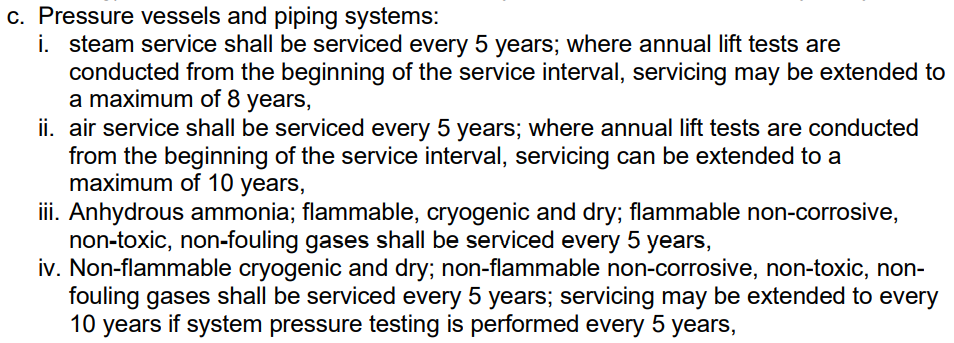 c. Pressure vessels and piping systems:
i. steam service shall be serviced every 5 years; where annual lift tests are
conducted from the beginning of the service interval, servicing may be extended to
a maximum of 8 years,
ii. air service shall be serviced every 5 years; where annual lift tests are conducted
from the beginning of the service interval, servicing can be extended to a
maximum of 10 years,
iii. Anhydrous ammonia; flammable, cryogenic and dry; flammable non-corrosive,
non-toxic, non-fouling gases shall be serviced every 5 years,
iv. Non-flammable cryogenic and dry; non-flammable non-corrosive, non-toxic, non-
fouling gases shall be serviced every 5 years; servicing may be extended to every
10 years if system pressure testing is performed every 5 years,